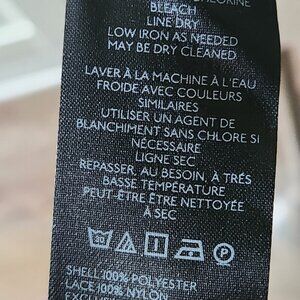 CHLORINE
BLEACH
LINE DRY
LOW IRON AS NEEDED
MAY BE DRY CLEANED
LAVER À LA MACHINE À L'EAU
FROIDE AVEC COULEURS
SIMILAIRES
UTILISER UN AGENT DE
BLANCHIMENT SANS CHLORE SI
NÉCESSAIRE
LIGNE SEC
REPASSER, AU BESOIN, À TRÉS
BASSE TEMPÉRATURE
PEUT-ÊTRE ÊTRE NETTOYÉE
À SEC
P
SHELL:100% POLYESTER
LACE:100% NYLON